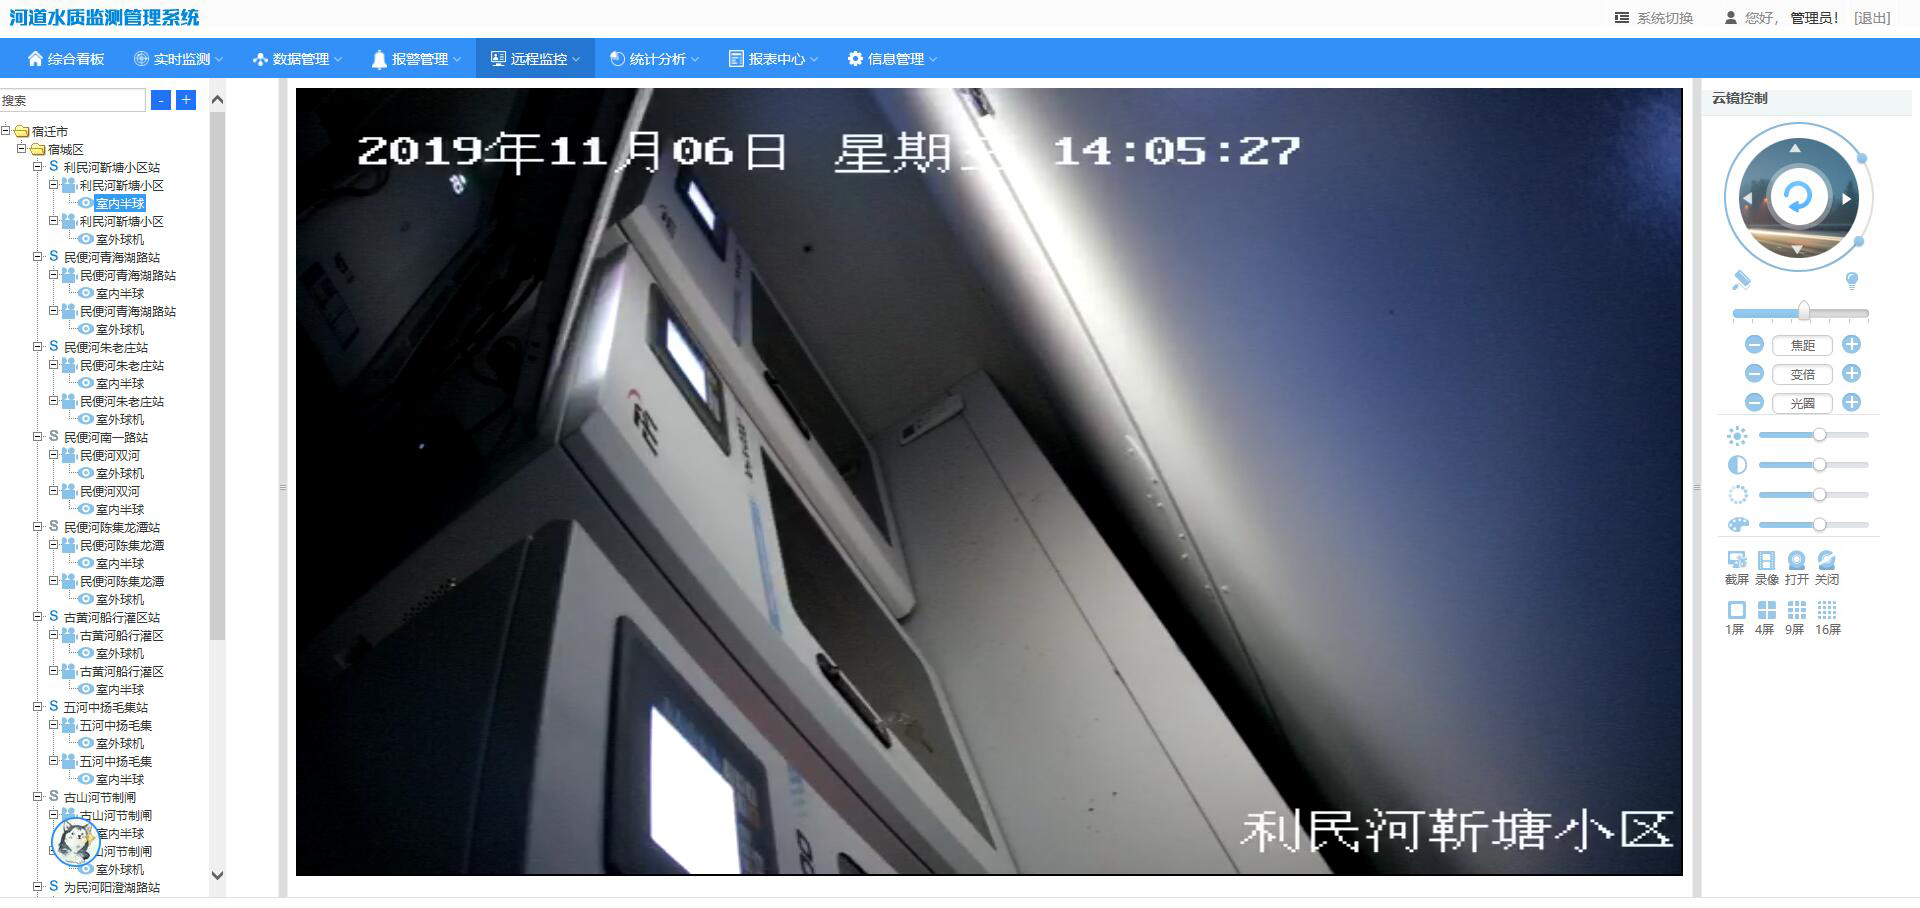 河道水质监测管理系统
系统切换 您好，管理员！ [退出]
综合看板 实时监测 数据管理 报警管理 远程监控 统计分析 报表中心 信息管理
搜索
- +
宿迁市
宿城区
S 利民河靳塘小区站
利民河靳塘小区
室内半球
利民河靳塘小区
室外球机
S 民便河青海湖路站
民便河青海湖路站
室内半球
民便河青海湖路站
室外球机
S 民便河朱老庄站
民便河朱老庄站
室内半球
民便河朱老庄站
室外球机
S 民便河南一路站
民便河双河
室外球机
民便河双河
室内半球
S 民便河陈集龙潭站
民便河陈集龙潭
室内半球
民便河陈集龙潭
室外球机
S 古黄河船行灌区站
古黄河船行灌区
室外球机
古黄河船行灌区
室内半球
S 五河中扬毛集站
五河中扬毛集
室外球机
五河中扬毛集
室内半球
S 古山河节制闸
古山河节制闸
室内半球
山河节制闸
室外球机
S 为民河阳澄湖路站
2019年11月06日 星期 14:05:27
利民河靳塘小区
云镜控制
焦距
变倍
光圈
截屏 录像 打开 关闭
1屏 4屏 9屏 16屏